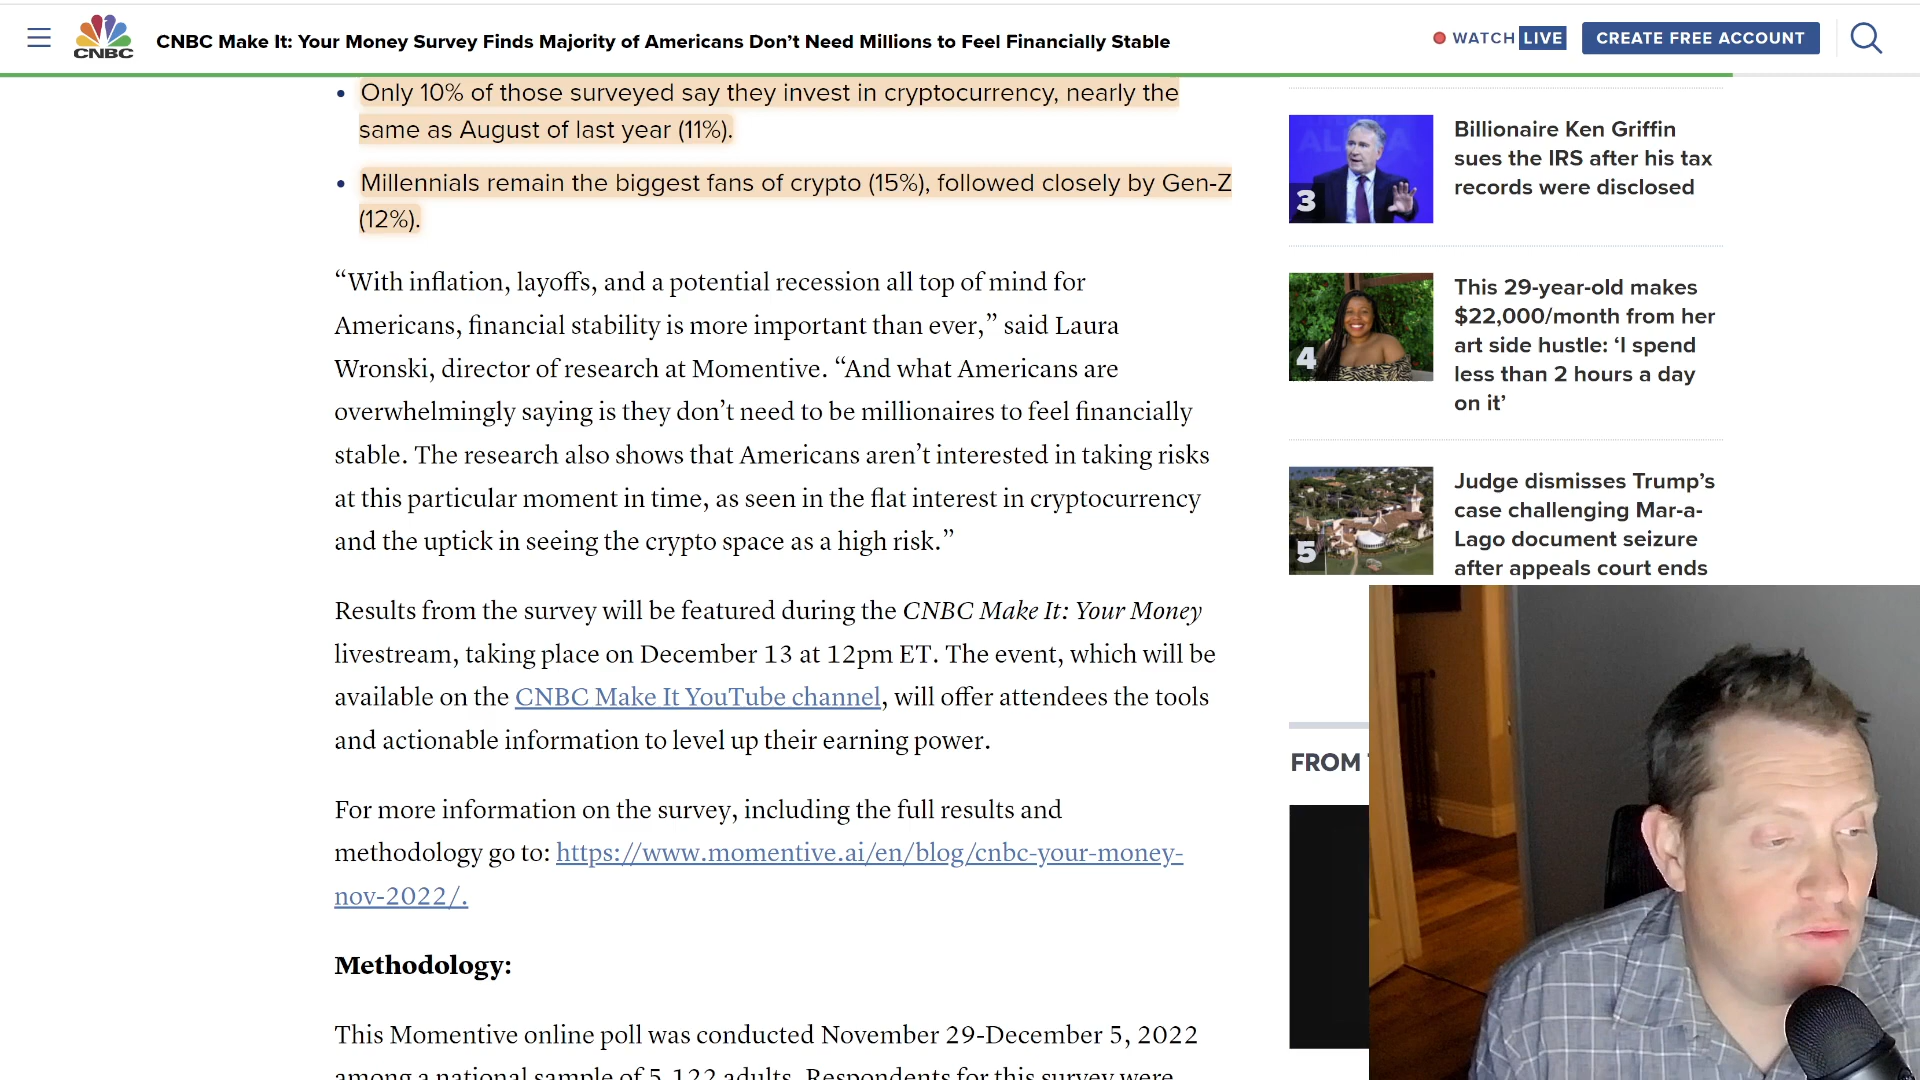 CNBC
CNBC Make It: Your Money Survey Finds Majority of Americans Don’t Need Millions to Feel Financially Stable
WATCH LIVE
CREATE FREE ACCOUNT
• Only 10% of those surveyed say they invest in cryptocurrency, nearly the
same as August of last year (11%).
• Millennials remain the biggest fans of crypto (15%), followed closely by Gen-Z
(12%).
“With inflation, layoffs, and a potential recession all top of mind for
Americans, financial stability is more important than ever,” said Laura
Wronski, director of research at Momentive. “And what Americans are
overwhelmingly saying is they don’t need to be millionaires to feel financially
stable. The research also shows that Americans aren’t interested in taking risks
at this particular moment in time, as seen in the flat interest in cryptocurrency
and the uptick in seeing the crypto space as a high risk.”
Results from the survey will be featured during the CNBC Make It: Your Money
livestream, taking place on December 13 at 12pm ET. The event, which will be
available on the CNBC Make It YouTube channel, will offer attendees the tools
and actionable information to level up their earning power.
For more information on the survey, including the full results and
methodology go to: https://www.momentive.ai/en/blog/cnbc-your-money-
nov-2022/.
Methodology:
This Momentive online poll was conducted November 29-December 5, 2022
among a national sample of 5,122 adults. Respondents for this survey were
3
Billionaire Ken Griffin
sues the IRS after his tax
records were disclosed
4
This 29-year-old makes
$22,000/month from her
art side hustle: ‘I spend
less than 2 hours a day
on it’
5
Judge dismisses Trump’s
case challenging Mar-a-
Lago document seizure
after appeals court ends
FROM